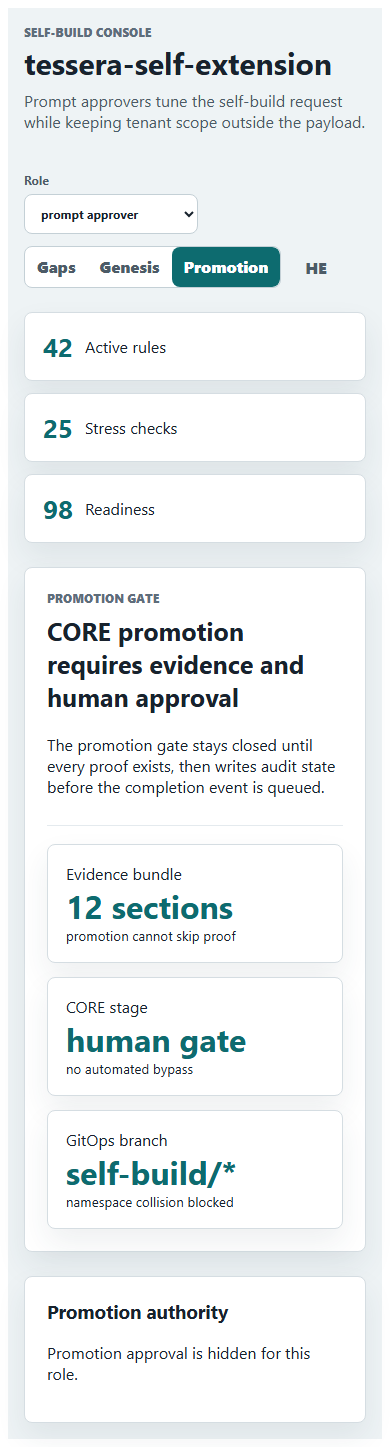 SELF-BUILD CONSOLE
tessera-self-extension
Prompt approvers tune the self-build request
while keeping tenant scope outside the payload.
Role
prompt approver
Gaps Genesis Promotion HE
42 Active rules
25 Stress checks
98 Readiness
PROMOTION GATE
CORE promotion
requires evidence and
human approval
The promotion gate stays closed until
every proof exists, then writes audit state
before the completion event is queued.
Evidence bundle
12 sections
promotion cannot skip proof
CORE stage
human gate
no automated bypass
GitOps branch
self-build/*
namespace collision blocked
Promotion authority
Promotion approval is hidden for this
role.